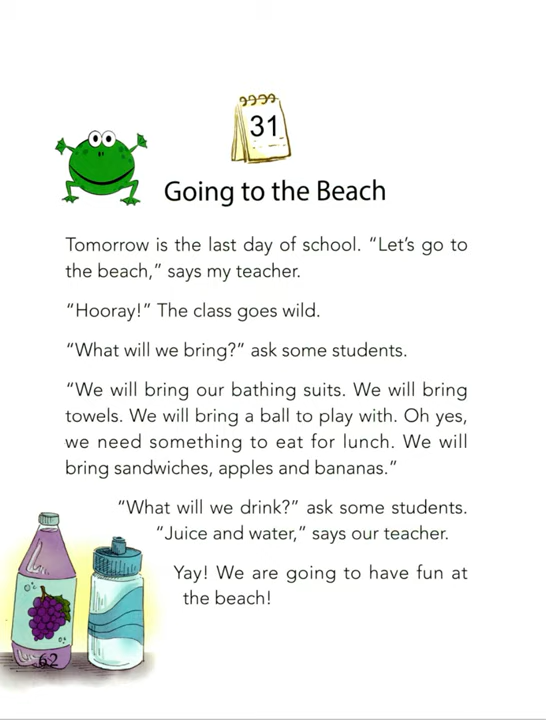 31
Going to the Beach
Tomorrow is the last day of school. “Let’s go to
the beach,” says my teacher.
“Hooray!” The class goes wild.
“What will we bring?” ask some students.
“We will bring our bathing suits. We will bring
towels. We will bring a ball to play with. Oh yes,
we need something to eat for lunch. We will
bring sandwiches, apples and bananas.”
“What will we drink?” ask some students.
“Juice and water,” says our teacher.
Yay! We are going to have fun at
the beach!
62